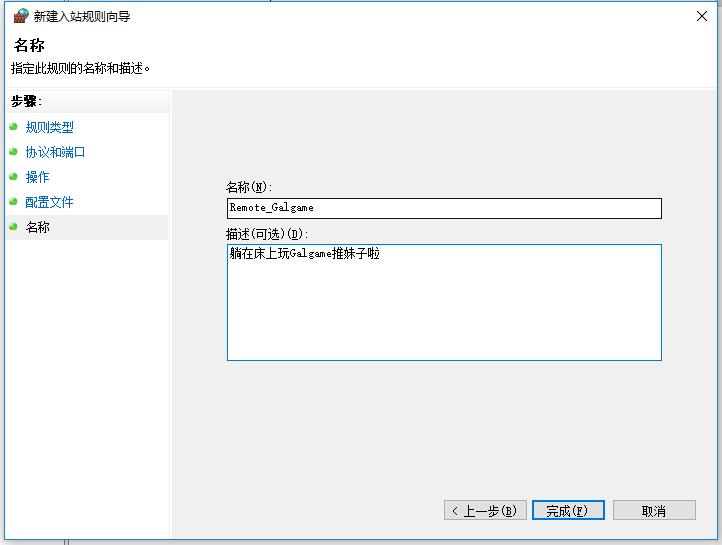 新建入站规则向导
名称
指定此规则的名称和描述。
步骤:
规则类型
协议和端口
操作
配置文件
名称
名称(N):
Remote_Galgame
描述(可选)(D):
躺在床上玩Galgame推妹子啦
< 上一步(B)
完成(F)
取消